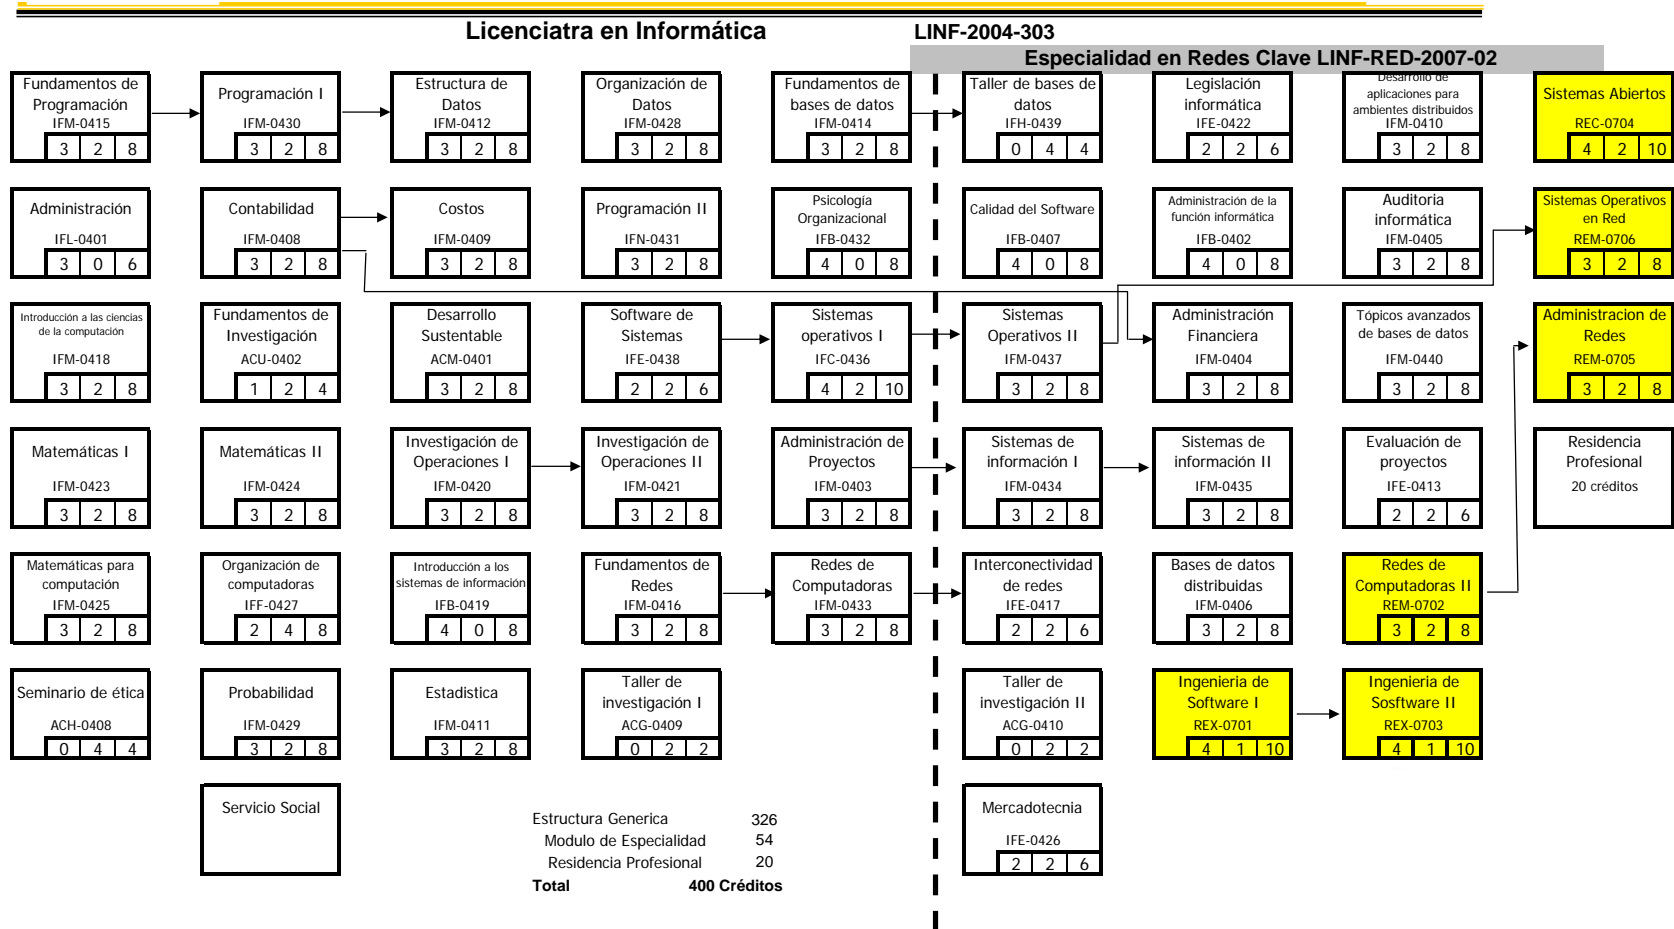 Licenciatra en Informática
LINF-2004-303
Especialidad en Redes Clave LINF-RED-2007-02
Fundamentos de
Programación
IFM-0415
3 2 8
Programación I
IFM-0430
3 2 8
Estructura de
Datos
IFM-0412
3 2 8
Organización de
Datos
IFM-0428
3 2 8
Fundamentos de
bases de datos
IFM-0414
3 2 8
Taller de bases de
datos
IFH-0439
0 4 4
Legislación
informática
IFE-0422
2 2 6
Desarrollo de
aplicaciones para
ambientes distribuidos
IFM-0410
3 2 8
Sistemas Abiertos
REC-0704
4 2 10
Administración
IFL-0401
3 0 6
Contabilidad
IFM-0408
3 2 8
Costos
IFM-0409
3 2 8
Programación II
IFN-0431
3 2 8
Psicología
Organizacional
IFB-0432
4 0 8
Calidad del Software
IFB-0407
4 0 8
Administración de la
función informática
IFB-0402
4 0 8
Auditoria
informática
IFM-0405
3 2 8
Sistemas Operativos
en Red
REM-0706
3 2 8
Introducción a las ciencias
de la computación
IFM-0418
3 2 8
Fundamentos de
Investigación
ACU-0402
1 2 4
Desarrollo
Sustentable
ACM-0401
3 2 8
Software de
Sistemas
IFE-0438
2 2 6
Sistemas
operativos I
IFC-0436
4 2 10
Sistemas
Operativos II
IFM-0437
3 2 8
Administración
Financiera
IFM-0404
3 2 8
Tópicos avanzados
de bases de datos
IFM-0440
3 2 8
Administracion de
Redes
REM-0705
3 2 8
Matemáticas I
IFM-0423
3 2 8
Matemáticas II
IFM-0424
3 2 8
Investigación de
Operaciones I
IFM-0420
3 2 8
Investigación de
Operaciones II
IFM-0421
3 2 8
Administración de
Proyectos
IFM-0403
3 2 8
Sistemas de
información I
IFM-0434
3 2 8
Sistemas de
información II
IFM-0435
3 2 8
Evaluación de
proyectos
IFE-0413
2 2 6
Residencia
Profesional
20 créditos
Matemáticas para
computación
IFM-0425
3 2 8
Organización de
computadoras
IFF-0427
2 4 8
Introducción a los
sistemas de información
IFB-0419
4 0 8
Fundamentos de
Redes
IFM-0416
3 2 8
Redes de
Computadoras
IFM-0433
3 2 8
Interconectividad
de redes
IFE-0417
2 2 6
Bases de datos
distribuidas
IFM-0406
3 2 8
Redes de
Computadoras II
REM-0702
3 2 8
Seminario de ética
ACH-0408
0 4 4
Probabilidad
IFM-0429
3 2 8
Estadistica
IFM-0411
3 2 8
Taller de
investigación I
ACG-0409
0 2 2
Taller de
investigación II
ACG-0410
0 2 2
Ingenieria de
Software I
REX-0701
4 1 10
Ingenieria de
Sosftware II
REX-0703
4 1 10
Servicio Social
Mercadotecnia
IFE-0426
2 2 6
Estructura Generica 326
Modulo de Especialidad 54
Residencia Profesional 20
Total 400 Créditos